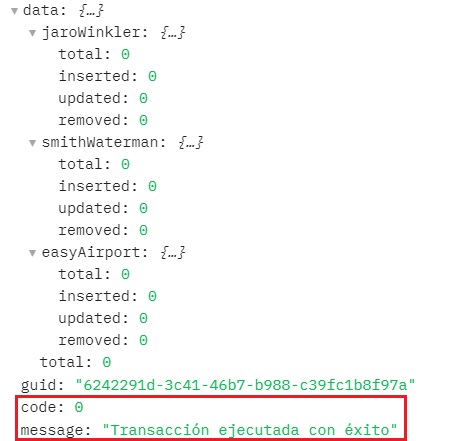 data: {…}
jaroWinkler: {…}
total: 0
inserted: 0
updated: 0
removed: 0
smithWaterman: {…}
total: 0
inserted: 0
updated: 0
removed: 0
easyAirport: {…}
total: 0
inserted: 0
updated: 0
removed: 0
total: 0
guid: "6242291d-3c41-46b7-b988-c39fc1b8f97a"
code: 0
message: "Transacción ejecutada con éxito"